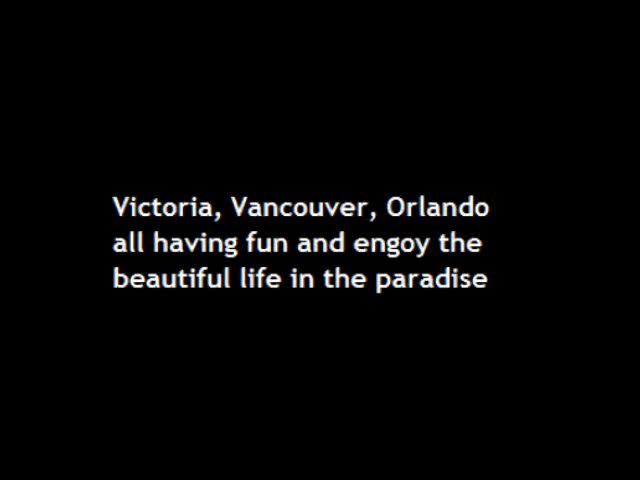 Victoria, Vancouver, Orlando
all having fun and engoy the
beautiful life in the paradise